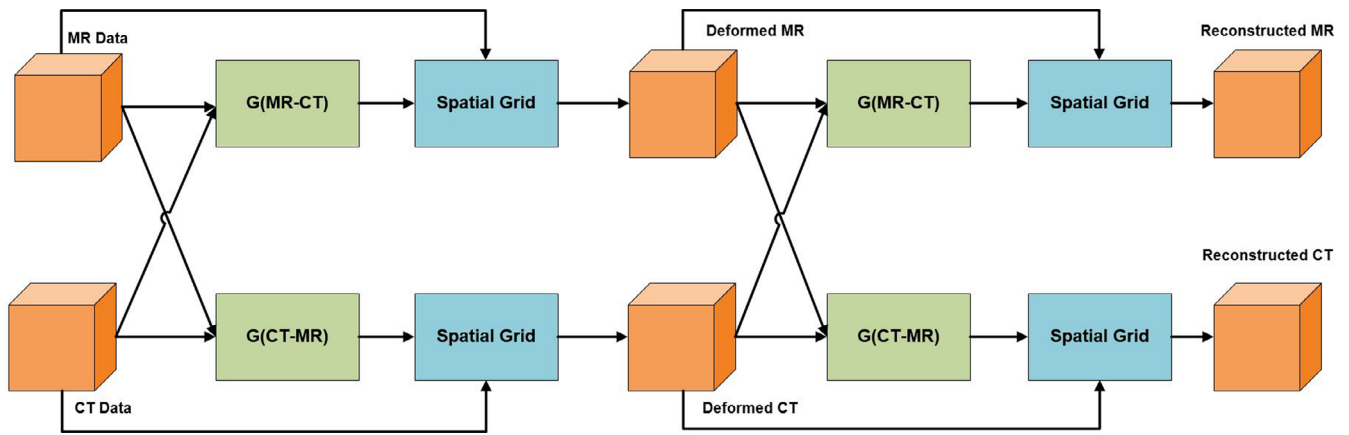 MR Data
Deformed MR
Reconstructed MR
G(MR-CT)
Spatial Grid
G(MR-CT)
Spatial Grid
Reconstructed CT
G(CT-MR)
Spatial Grid
G(CT-MR)
Spatial Grid
CT Data
Deformed CT